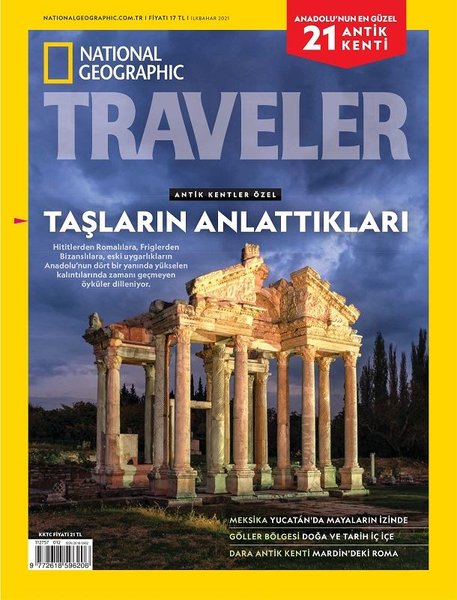 NATIONALGEOGRAPHIC.COM.TR | FİYATI 17 TL | İLKBAHAR 2021
ANADOLU'NUN EN GÜZEL
21 ANTİK
KENTİ
NATIONAL
GEOGRAPHIC
TRAVELER
ANTİK KENTLER ÖZEL
TAŞLARIN ANLATTIKLARI
Hititlerden Romalılara, Friglerden
Bizanslılara, eski uygarlıkların
Anadolu'nun dört bir yanında yükselen
kalıntılarında zamanı geçmeyen
öyküler dilleniyor.
MEKSİKA YUCATÁN'DA MAYALARIN İZİNDE
GÖLLER BÖLGESİ DOĞA VE TARİH İÇ İÇE
DARA ANTİK KENTİ MARDİN'DEKİ ROMA
KKTC FİYATI 21 TL
9 772618 596206